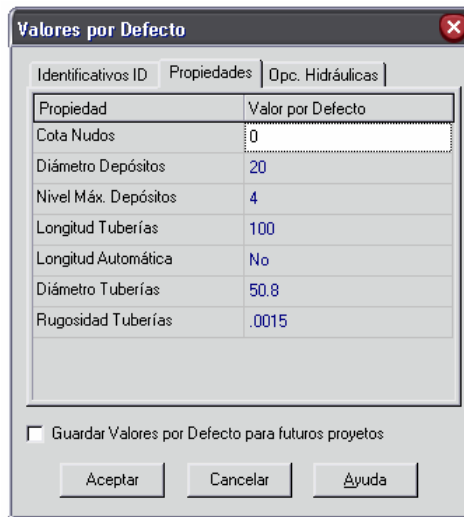 Valores por Defecto
Identificativos ID Propiedades Opc. Hidráulicas
Propiedad Valor por Defecto
Cota Nudos 0
Diámetro Depósitos 20
Nivel Máx. Depósitos 4
Longitud Tuberías 100
Longitud Automática No
Diámetro Tuberías 50.8
Rugosidad Tuberías .0015
Guardar Valores por Defecto para futuros proyetos
Aceptar Cancelar Ayuda